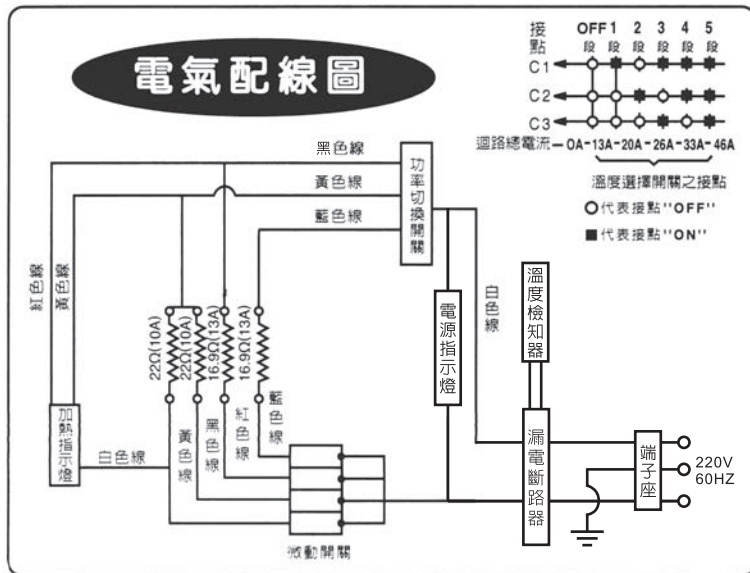 電氣配線圖
接點 OFF 1 2 3 4 5
段 段 段 段 段 段
C1
C2
C3
迴路總電流 — 0A-13A-20A-26A-33A-46A
溫度選擇開關之接點
代表接點"OFF"
代表接點"ON"
黑色線
黃色線
藍色線
功率切換開關
紅色線
黃色線
白色線
溫度檢知器
電源指示燈
22Ω(10A)
22Ω(10A)
16.9Ω(13A)
16.9Ω(13A)
加熱指示燈
白色線
黃色線
黑色線
紅色線
藍色線
微動開關
漏電斷路器
端子座
220V
60HZ